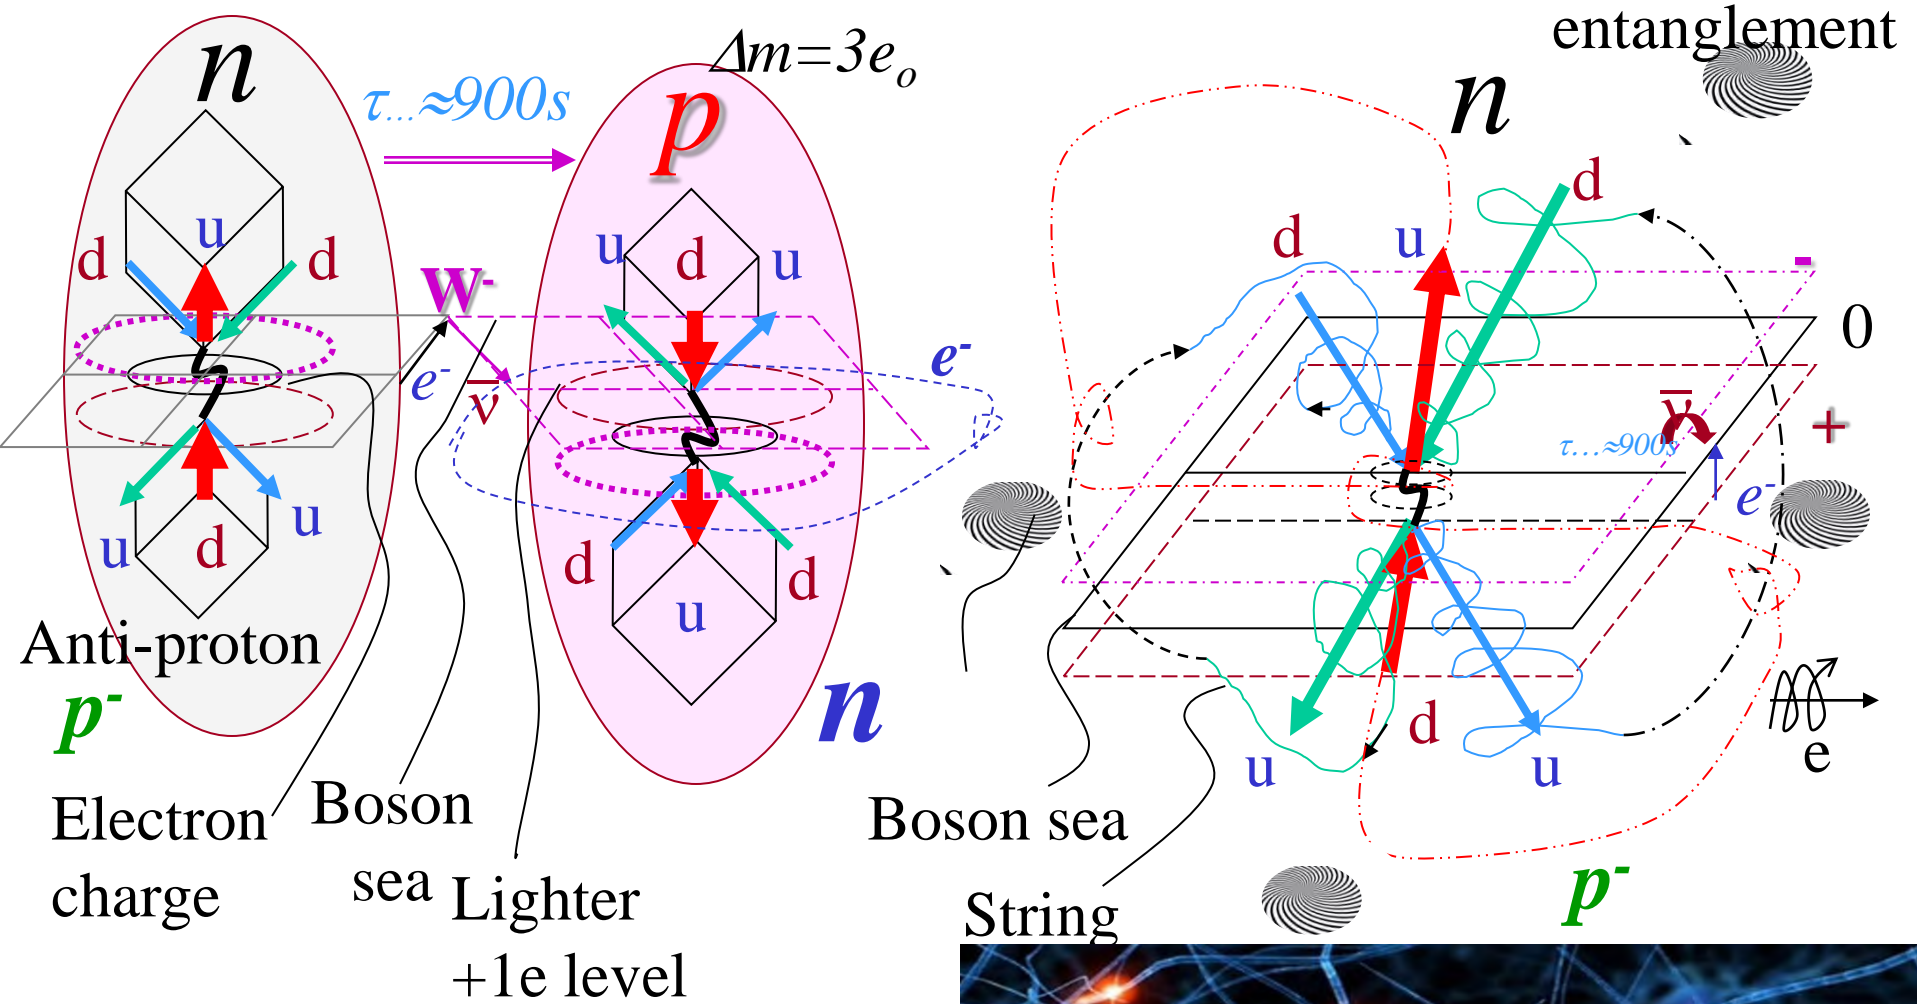 entanglement
n
Δm=3eo
τ...≈900s
p
n
d
u
d
u
d
u
d
u
d
u
W-
-
0
e-
ν̄
e-
ν̄
+
τ...≈900s
e-
u
d
u
d
d
u
Anti-proton
p-
n
d
u
u
e
Electron
charge
Boson
sea
Lighter
+1e level
Boson sea
String
p-